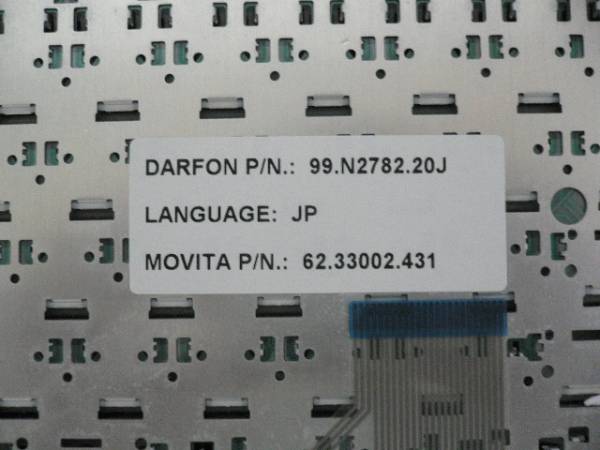 DARFON P/N.: 99.N2782.20J
LANGUAGE: JP
MOVITA P/N.: 62.33002.431